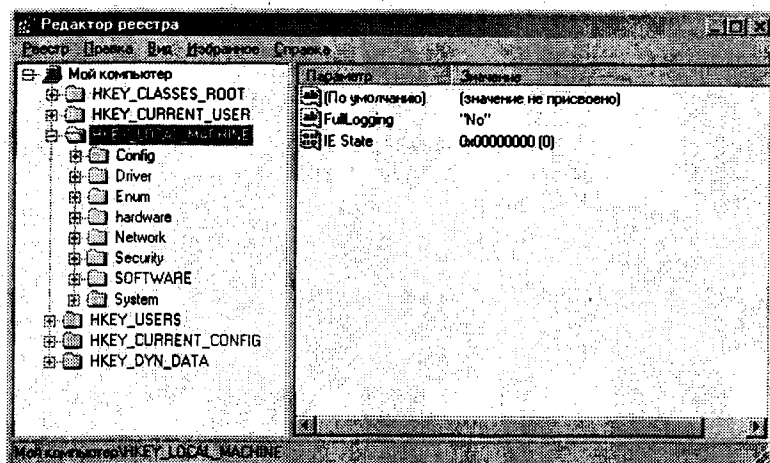 Редактор реестра
Реестр Правка Вид Избранное Справка
Мой компьютер
HKEY_CLASSES_ROOT
HKEY_CURRENT_USER
HKEY_LOCAL_MACHINE
Config
Driver
Enum
hardware
Network
Security
SOFTWARE
System
HKEY_USERS
HKEY_CURRENT_CONFIG
HKEY_DYN_DATA
Параметр Значение
(По умолчанию) (значение не присвоено)
FullLogging "No"
IE State 0x00000000 (0)
Мой компьютер\HKEY_LOCAL_MACHINE